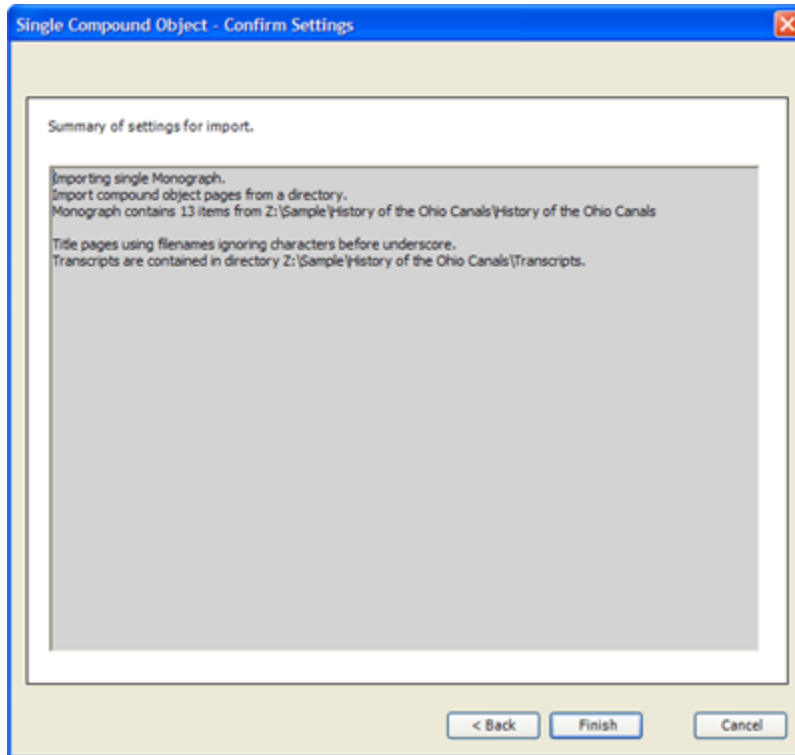 Single Compound Object - Confirm Settings
Summary of settings for import.
Importing single Monograph.
Import compound object pages from a directory.
Monograph contains 13 items from Z:\Sample\History of the Ohio Canals\History of the Ohio Canals
Title pages using filenames ignoring characters before underscore.
Transcripts are contained in directory Z:\Sample\History of the Ohio Canals\Transcripts.
< Back Finish Cancel